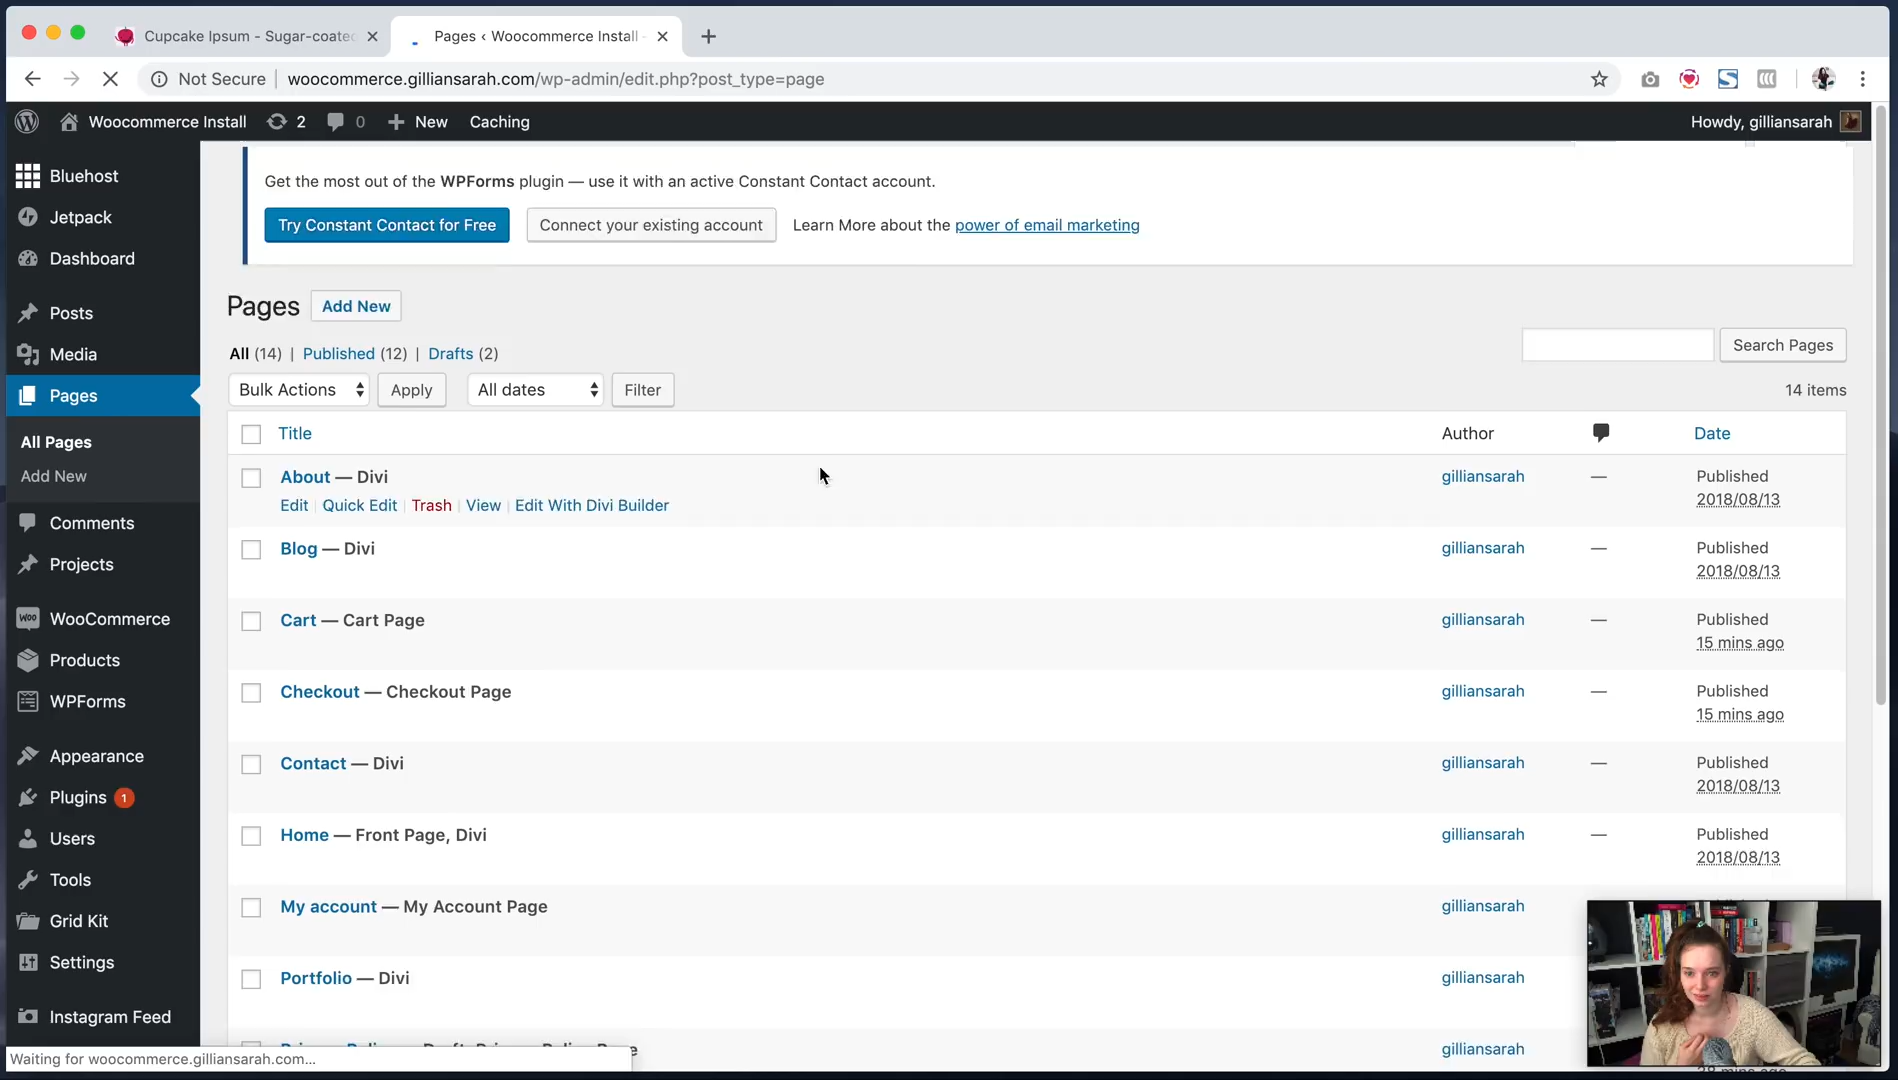 Cupcake Ipsum - Sugar-coated
Pages ‹ Woocommerce Install -
Not Secure | woocommerce.gilliansarah.com/wp-admin/edit.php?post_type=page
Woocommerce Install 2 0 New Caching Howdy, gilliansarah
Bluehost
Jetpack
Dashboard
Posts
Media
Pages
All Pages
Add New
Comments
Projects
WooCommerce
Products
WPForms
Appearance
Plugins 1
Users
Tools
Grid Kit
Settings
Instagram Feed
Get the most out of the WPForms plugin — use it with an active Constant Contact account.
Try Constant Contact for Free Connect your existing account Learn More about the power of email marketing
Pages Add New
All (14) | Published (12) | Drafts (2)
Search Pages
Bulk Actions Apply All dates Filter 14 items
Title Author Date
About — Divi gilliansarah — Published
2018/08/13
Edit | Quick Edit | Trash | View | Edit With Divi Builder
Blog — Divi gilliansarah — Published
2018/08/13
Cart — Cart Page gilliansarah — Published
15 mins ago
Checkout — Checkout Page gilliansarah — Published
15 mins ago
Contact — Divi gilliansarah — Published
2018/08/13
Home — Front Page, Divi gilliansarah — Published
2018/08/13
My account — My Account Page gilliansarah
Portfolio — Divi gilliansarah
gilliansarah
Waiting for woocommerce.gilliansarah.com...